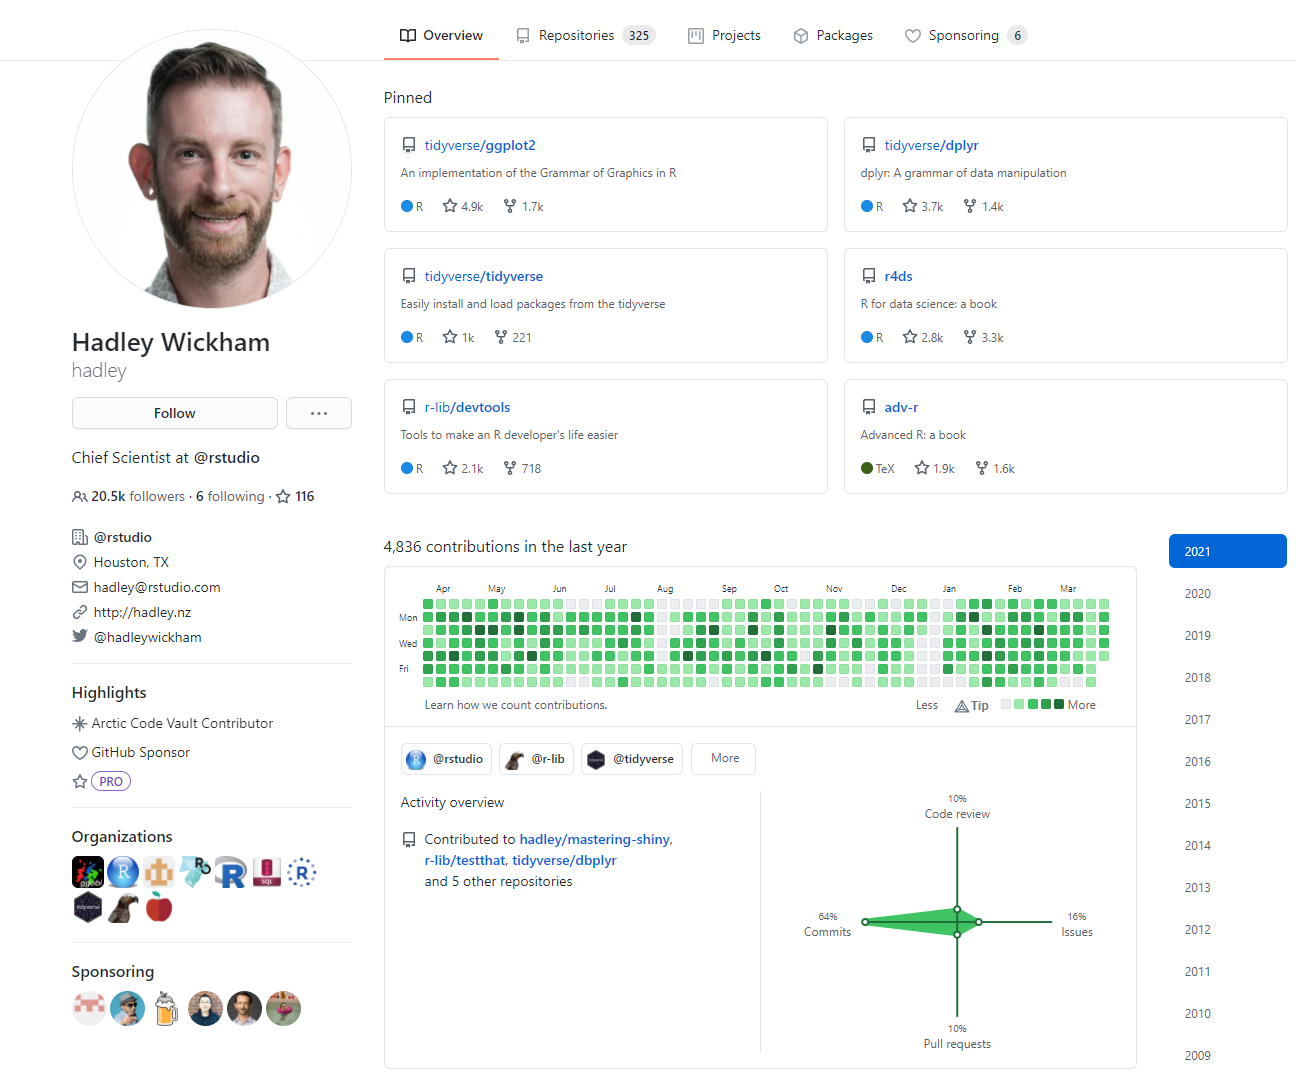 Overview
Repositories 325
Projects
Packages
Sponsoring 6
Hadley Wickham
hadley
Follow
...
Chief Scientist at @rstudio
20.5k followers · 6 following · 116
@rstudio
Houston, TX
hadley@rstudio.com
http://hadley.nz
@hadleywickham
Highlights
Arctic Code Vault Contributor
GitHub Sponsor
PRO
Organizations
ggobi
R
R
R
SQL
R
tidyverse
Sponsoring
Pinned
tidyverse/ggplot2
An implementation of the Grammar of Graphics in R
R 4.9k 1.7k
tidyverse/dplyr
dplyr: A grammar of data manipulation
R 3.7k 1.4k
tidyverse/tidyverse
Easily install and load packages from the tidyverse
R 1k 221
r4ds
R for data science: a book
R 2.8k 3.3k
r-lib/devtools
Tools to make an R developer's life easier
R 2.1k 718
adv-r
Advanced R: a book
TeX 1.9k 1.6k
4,836 contributions in the last year
Apr May Jun Jul Aug Sep Oct Nov Dec Jan Feb Mar
Mon
Wed
Fri
Learn how we count contributions.
Less Tip More
R @rstudio
@r-lib
@tidyverse
More
Activity overview
Contributed to hadley/mastering-shiny,
r-lib/testthat, tidyverse/dbplyr
and 5 other repositories
10%
Code review
64%
Commits
16%
Issues
10%
Pull requests
2021
2020
2019
2018
2017
2016
2015
2014
2013
2012
2011
2010
2009